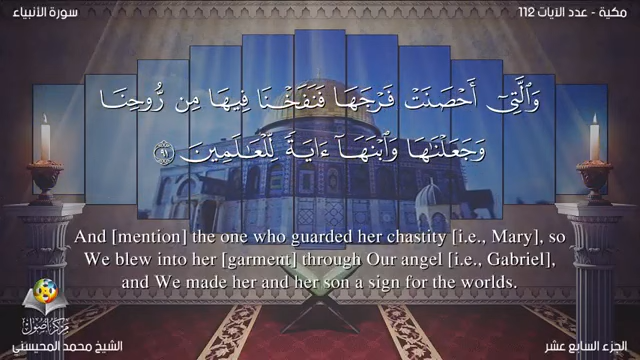 سورة الأنبياء
مكية - عدد الآيات 112
وَٱلَّتِىٓ أَحْصَنَتْ فَرْجَهَا فَنَفَخْنَا فِيهَا مِن رُّوحِنَا
وَجَعَلْنَٰهَا وَٱبْنَهَآ ءَايَةً لِّلْعَٰلَمِينَ ٩١
And [mention] the one who guarded her chastity [i.e., Mary], so
We blew into her [garment] through Our angel [i.e., Gabriel],
and We made her and her son a sign for the worlds.
مركز أصول
الشيخ محمد المحيسني
الجزء السابع عشر